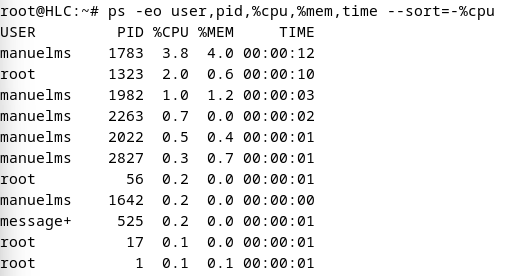 root@HLC:~# ps -eo user,pid,%cpu,%mem,time --sort=-%cpu
USER         PID %CPU %MEM     TIME
manuelms    1783  3.8  4.0 00:00:12
root        1323  2.0  0.6 00:00:10
manuelms    1982  1.0  1.2 00:00:03
manuelms    2263  0.7  0.0 00:00:02
manuelms    2022  0.5  0.4 00:00:01
manuelms    2827  0.3  0.7 00:00:01
root          56  0.2  0.0 00:00:01
manuelms    1642  0.2  0.0 00:00:00
message+     525  0.2  0.0 00:00:01
root          17  0.1  0.0 00:00:01
root           1  0.1  0.1 00:00:01